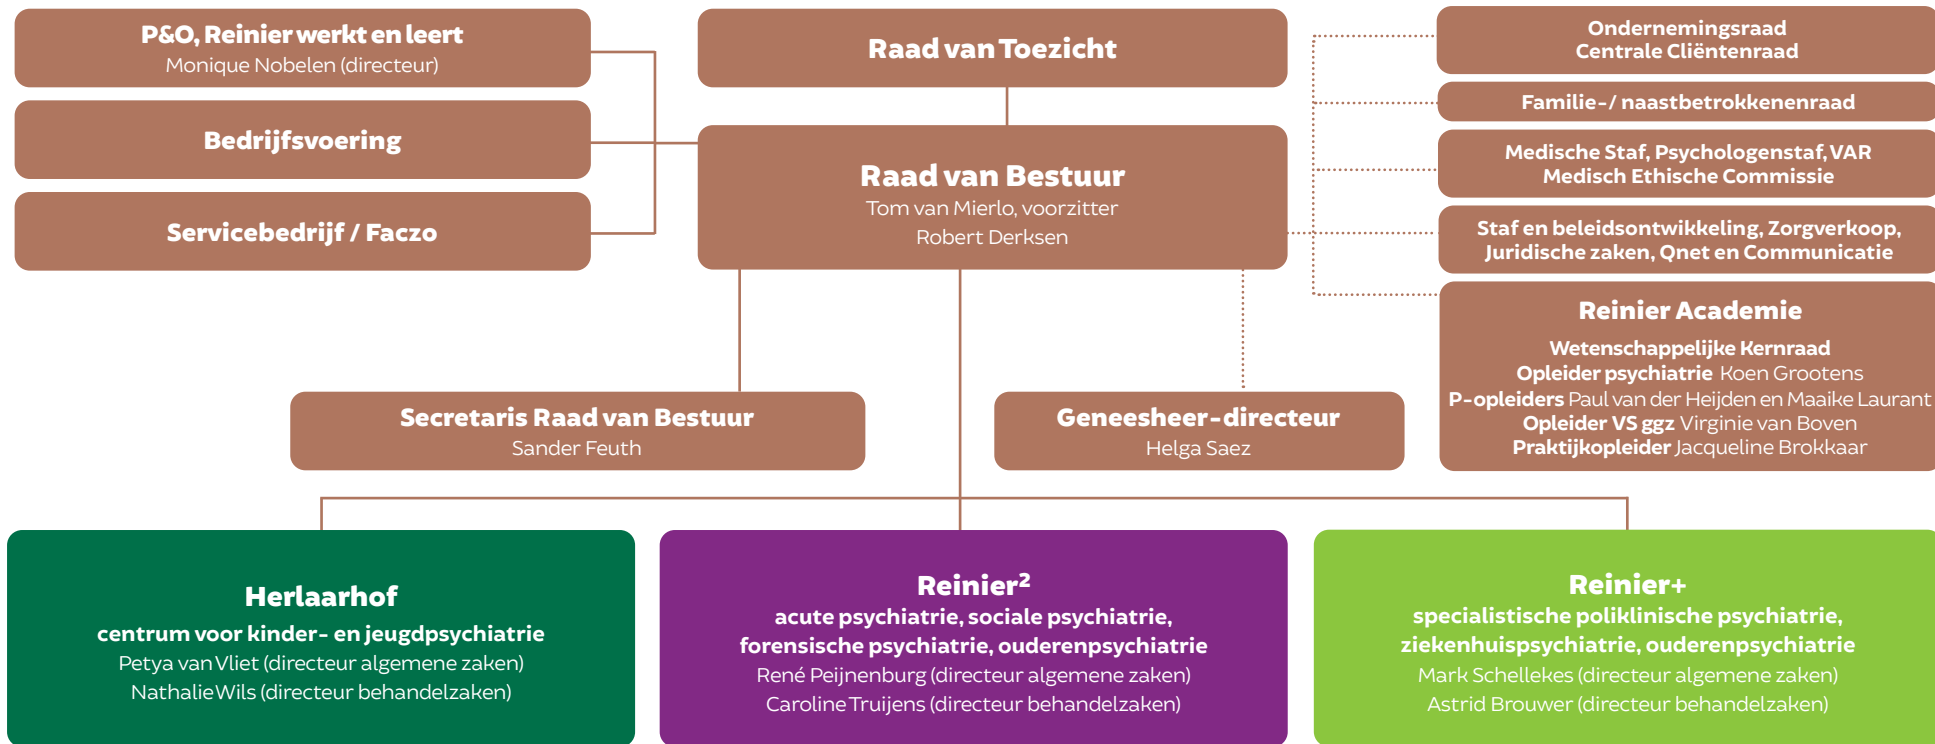 P&O, Reinier werkt en leert
Monique Nobelen (directeur)
Bedrijfsvoering
Servicebedrijf / Faczo
Raad van Toezicht
Raad van Bestuur
Tom van Mierlo, voorzitter
Robert Derksen
Ondernemingsraad
Centrale Cliëntenraad
Familie-/ naastbetrokkenenraad
Medische Staf, Psychologenstaf, VAR
Medisch Ethische Commissie
Staf en beleidsontwikkeling, Zorgverkoop,
Juridische zaken, Qnet en Communicatie
Reinier Academie
Wetenschappelijke Kernraad
Opleider psychiatrie Koen Grootens
P-opleiders Paul van der Heijden en Maaike Laurant
Opleider VS ggz Virginie van Boven
Praktijkopleider Jacqueline Brokkaar
Secretaris Raad van Bestuur
Sander Feuth
Geneesheer-directeur
Helga Saez
Herlaarhof
centrum voor kinder- en jeugdpsychiatrie
Petya van Vliet (directeur algemene zaken)
Nathalie Wils (directeur behandelzaken)
Reinier²
acute psychiatrie, sociale psychiatrie,
forensische psychiatrie, ouderenpsychiatrie
René Peijnenburg (directeur algemene zaken)
Caroline Truijens (directeur behandelzaken)
Reinier+
specialistische poliklinische psychiatrie,
ziekenhuispsychiatrie, ouderenpsychiatrie
Mark Schellekes (directeur algemene zaken)
Astrid Brouwer (directeur behandelzaken)